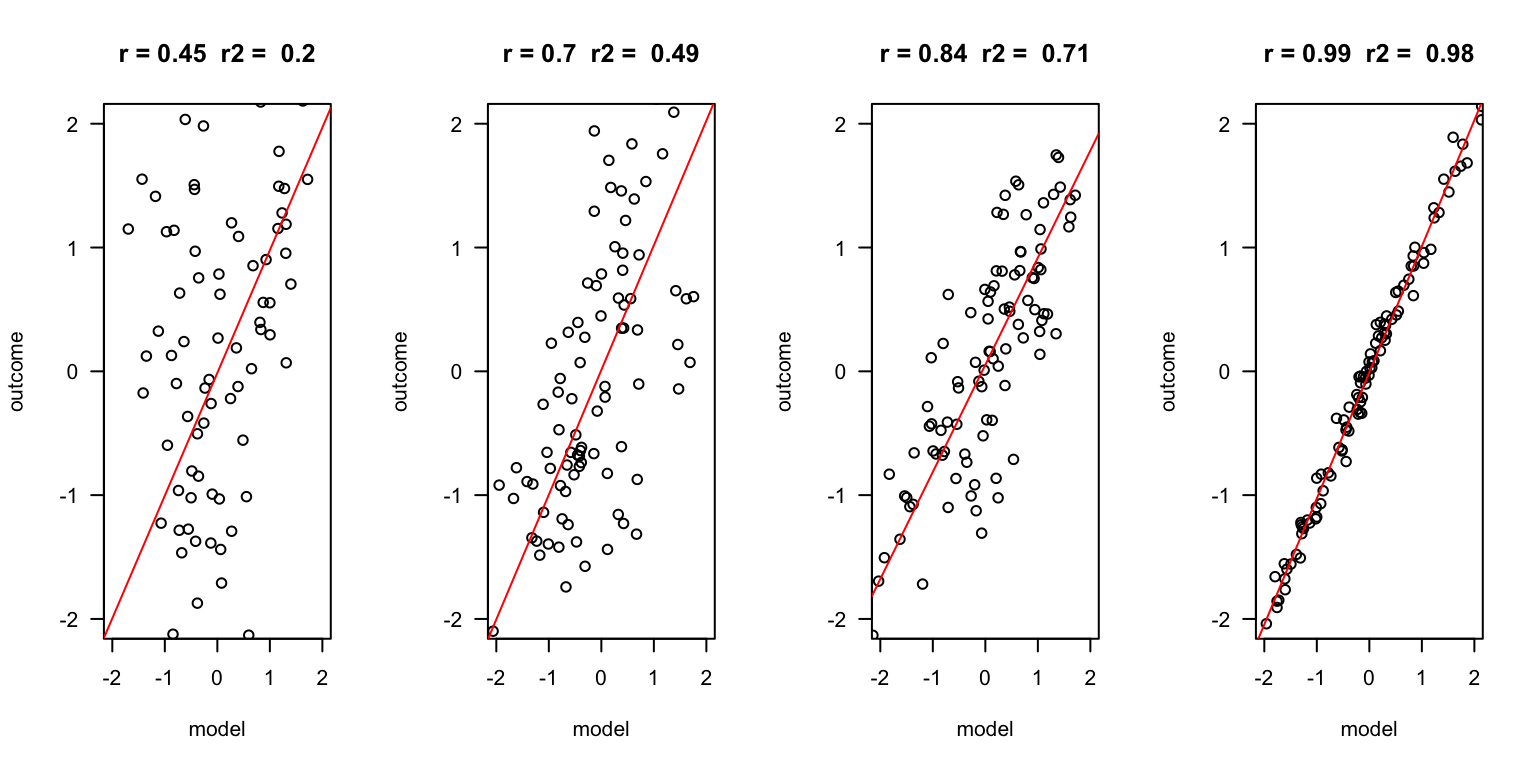 r = 0.45 r2 = 0.2
outcome
2
1
0
-1
-2
-2 -1 0 1 2
model
r = 0.7 r2 = 0.49
outcome
2
1
0
-1
-2
-2 -1 0 1 2
model
r = 0.84 r2 = 0.71
outcome
2
1
0
-1
-2
-2 -1 0 1 2
model
r = 0.99 r2 = 0.98
outcome
2
1
0
-1
-2
-2 -1 0 1 2
model